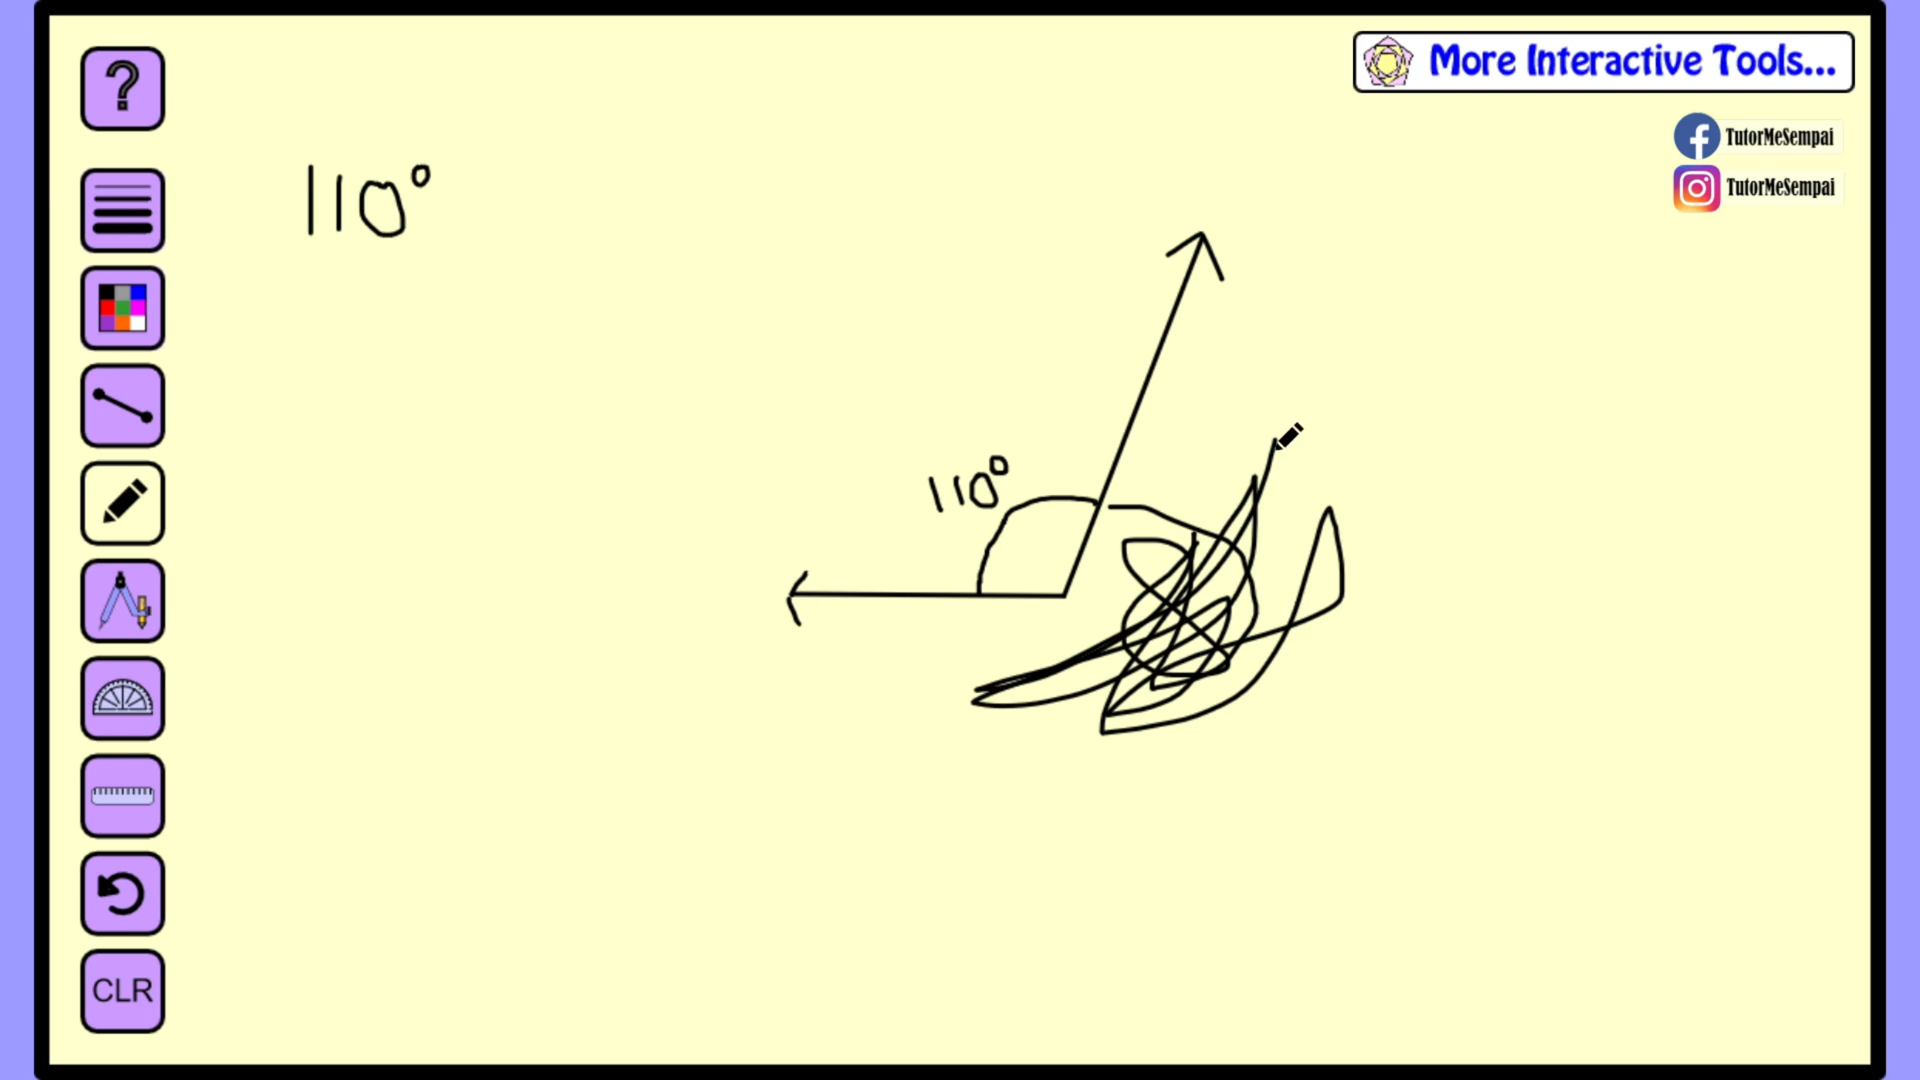 More Interactive Tools...
TutorMeSempai
TutorMeSempai
110°
110°
CLR
?